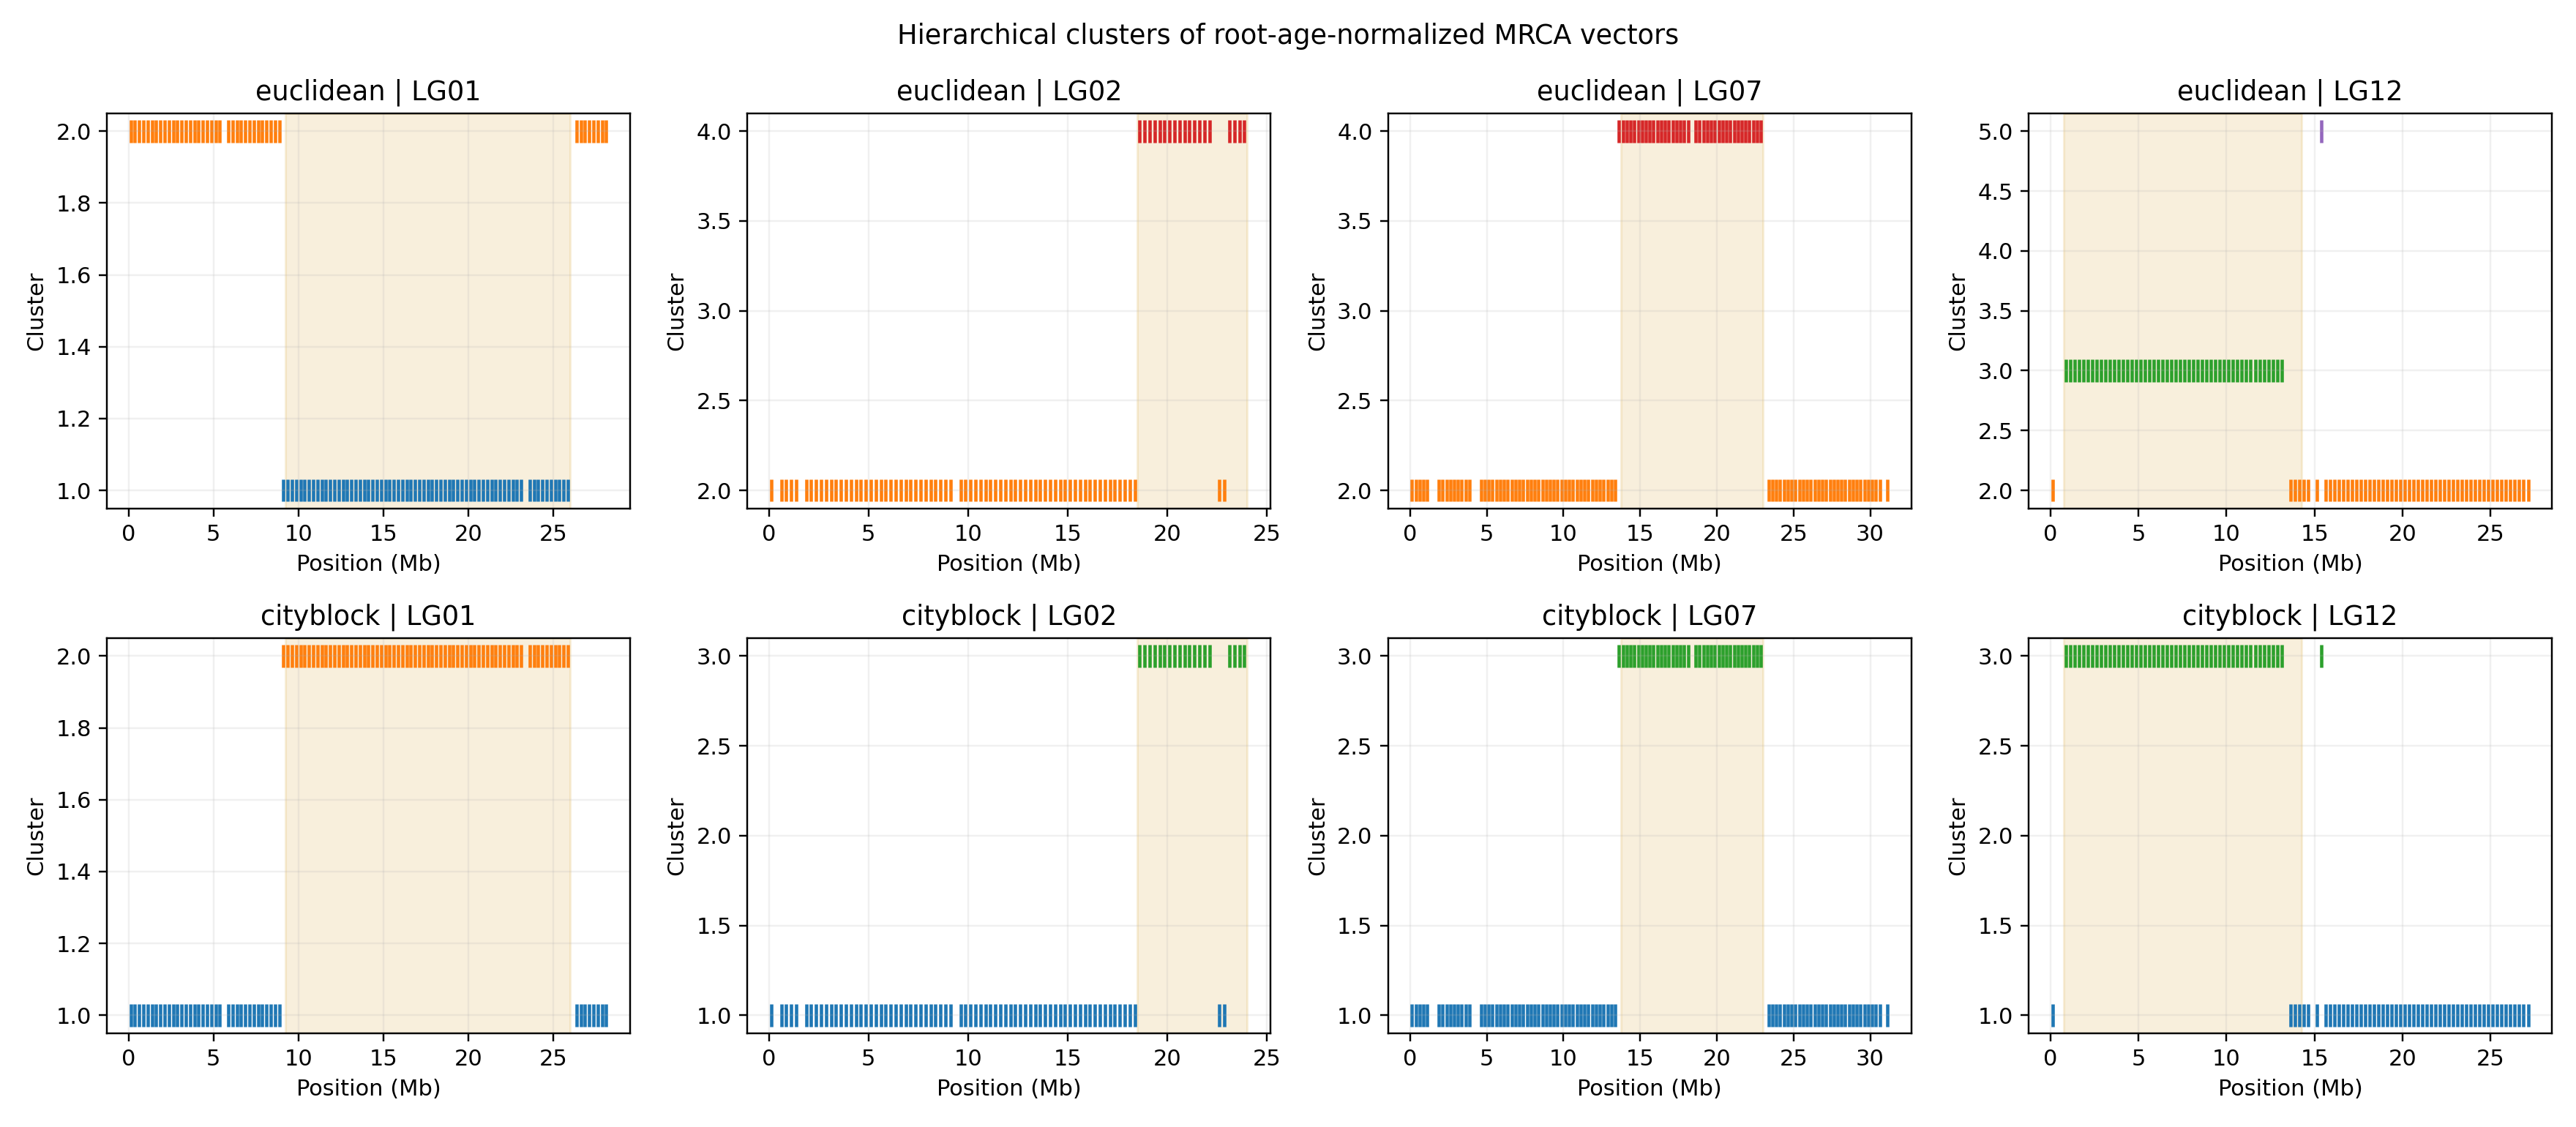 Hierarchical clusters of root-age-normalized MRCA vectors
euclidean | LG01
Cluster
2.0
1.8
1.6
1.4
1.2
1.0
0 5 10 15 20 25
Position (Mb)
euclidean | LG02
Cluster
4.0
3.5
3.0
2.5
2.0
0 5 10 15 20 25
Position (Mb)
euclidean | LG07
Cluster
4.0
3.5
3.0
2.5
2.0
0 5 10 15 20 25 30
Position (Mb)
euclidean | LG12
Cluster
5.0
4.5
4.0
3.5
3.0
2.5
2.0
0 5 10 15 20 25
Position (Mb)
cityblock | LG01
Cluster
2.0
1.8
1.6
1.4
1.2
1.0
0 5 10 15 20 25
Position (Mb)
cityblock | LG02
Cluster
3.0
2.5
2.0
1.5
1.0
0 5 10 15 20 25
Position (Mb)
cityblock | LG07
Cluster
3.0
2.5
2.0
1.5
1.0
0 5 10 15 20 25 30
Position (Mb)
cityblock | LG12
Cluster
3.0
2.5
2.0
1.5
1.0
0 5 10 15 20 25
Position (Mb)